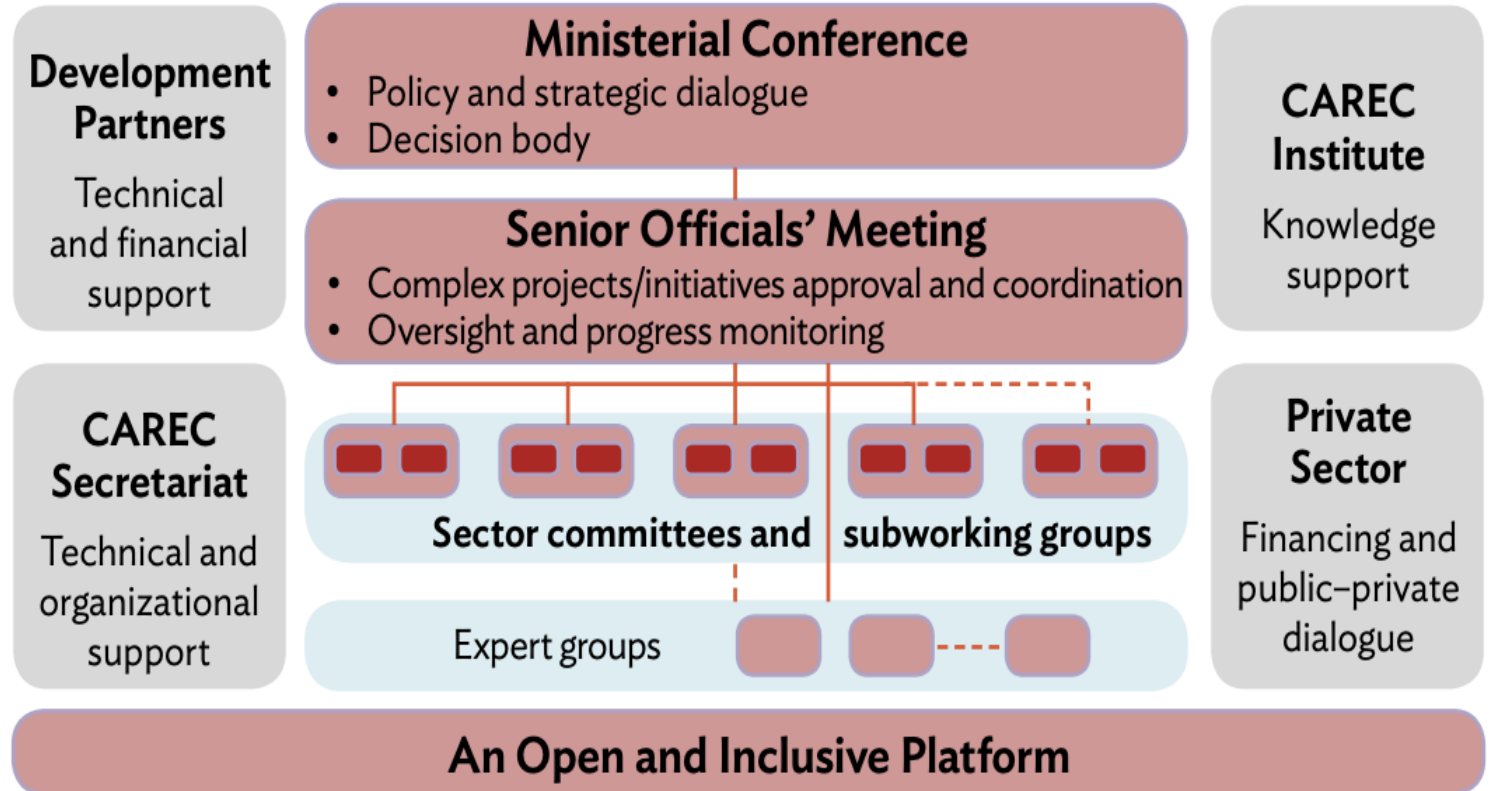 Development
Partners
Technical
and financial
support
Ministerial Conference
• Policy and strategic dialogue
• Decision body
CAREC
Institute
Knowledge
support
Senior Officials’ Meeting
• Complex projects/initiatives approval and coordination
• Oversight and progress monitoring
CAREC
Secretariat
Technical and
organizational
support
Sector committees and subworking groups
Expert groups
Private
Sector
Financing and
public–private
dialogue
An Open and Inclusive Platform